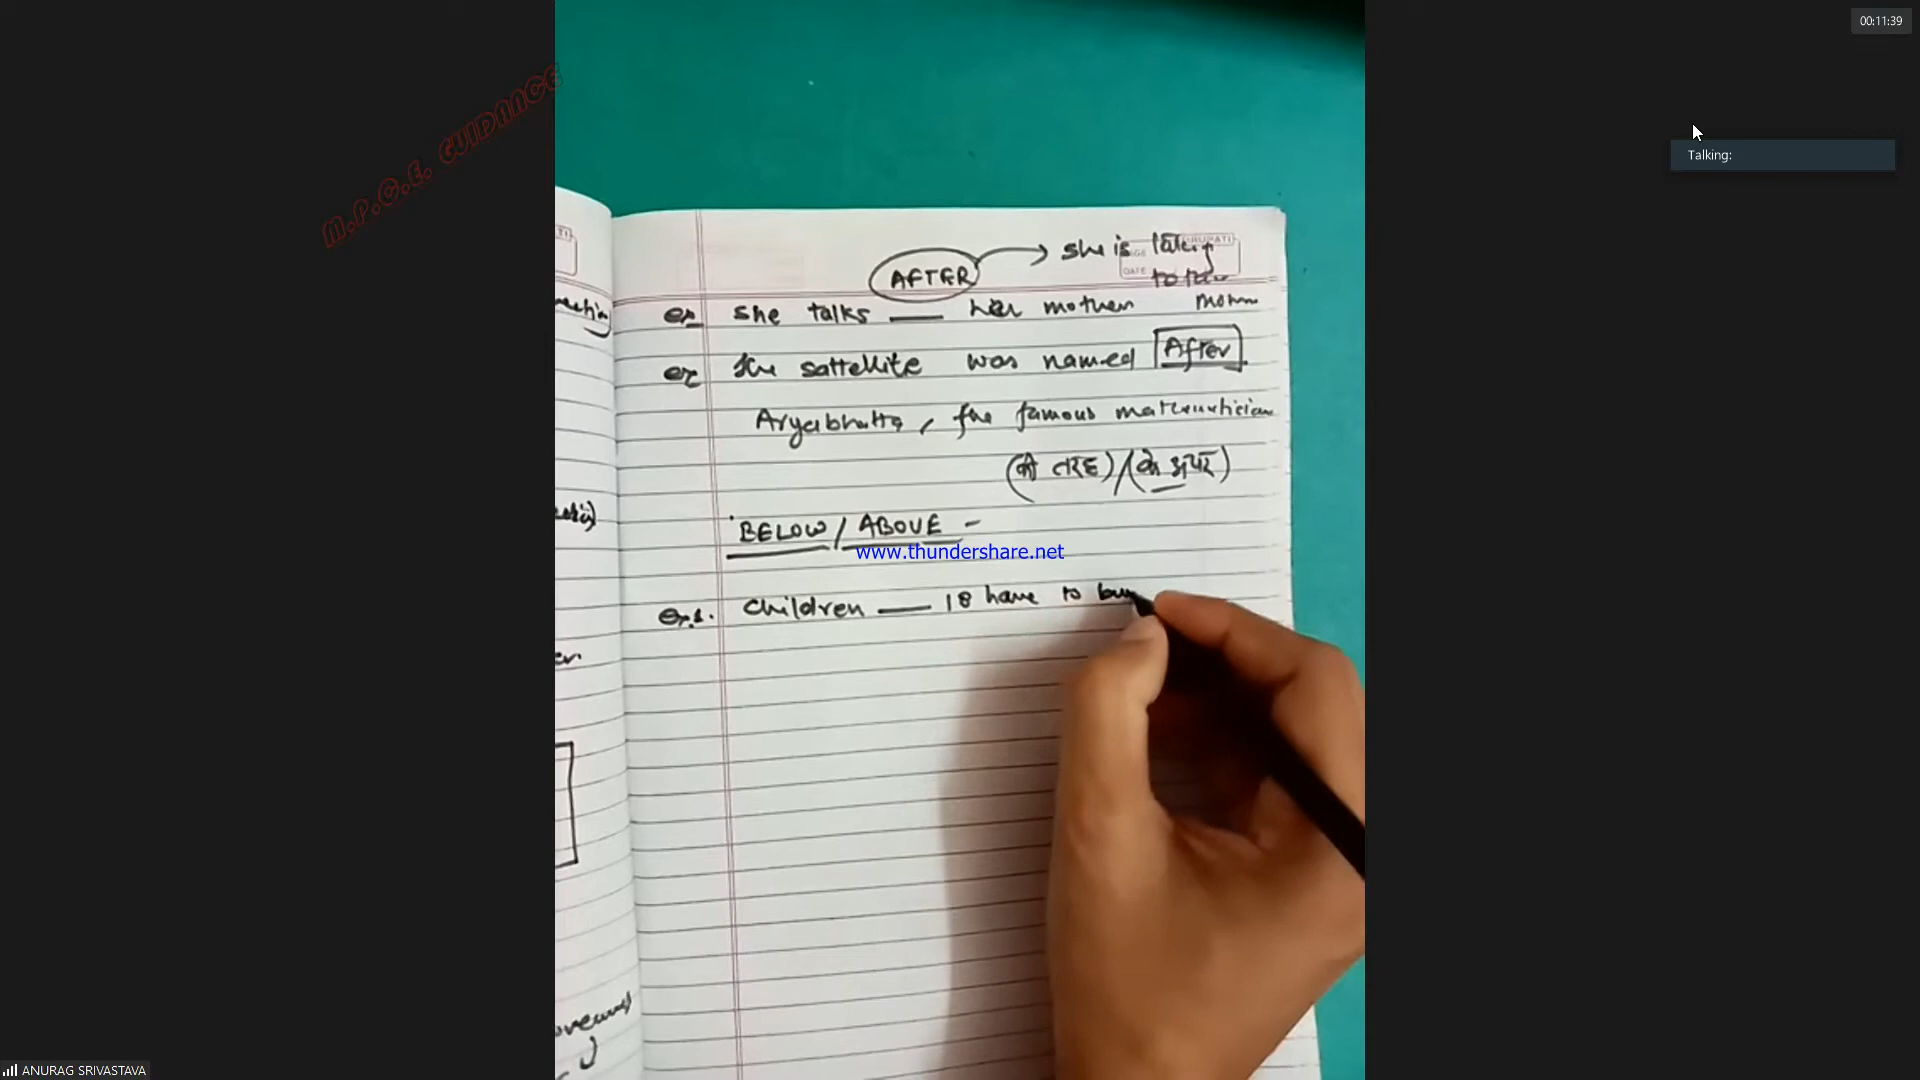 00:11:39
Talking:
M.P.C.E. GUIDANCE
AFTER
she is talking
to her
mother
ex She talks ___ her mother
ex The sattellite was named After
Aryabhatta, the famous mathematician
(की तरह) / (के ऊपर)
BELOW / ABOVE -
www.thundershare.net
Ex.1. Children ___ 18 have to buy
ANURAG SRIVASTAVA